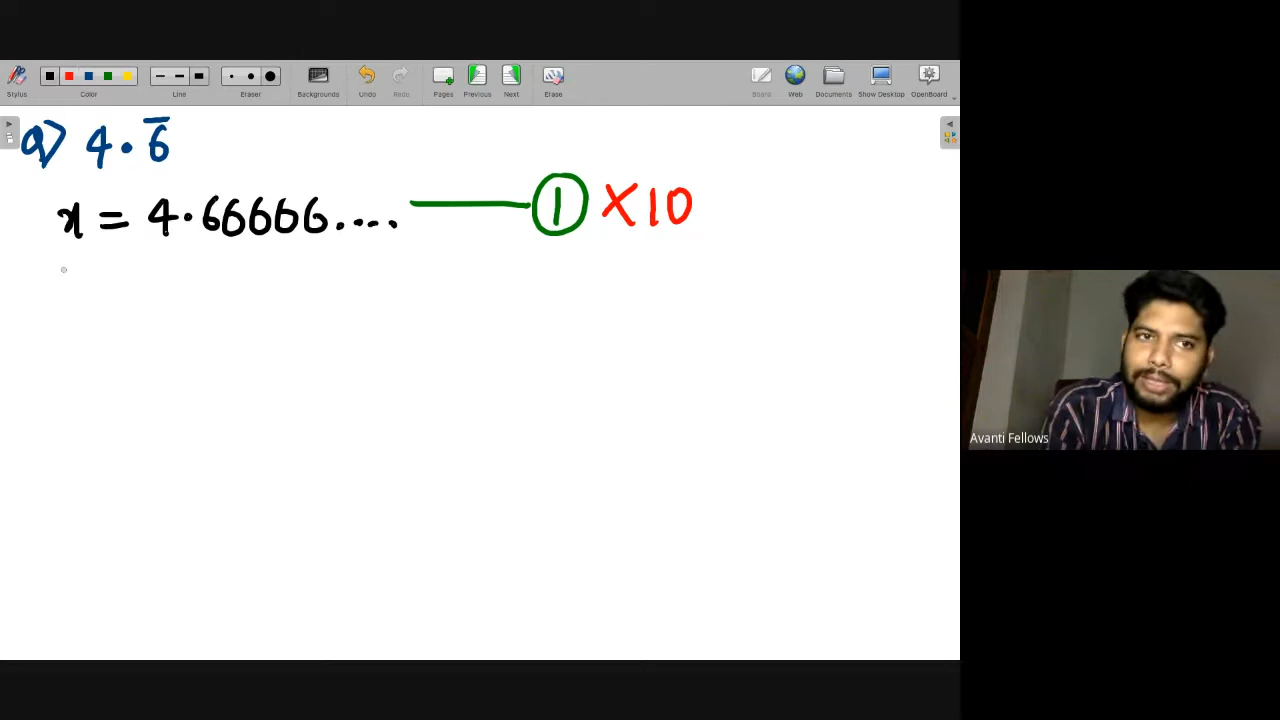 Stylus Color Line Eraser Backgrounds Undo Redo Pages Previous Next Erase Board Web Documents Show Desktop OpenBoard
Q) 4.6̅
x = 4.66666.... ——— ① ×10
Avanti Fellows